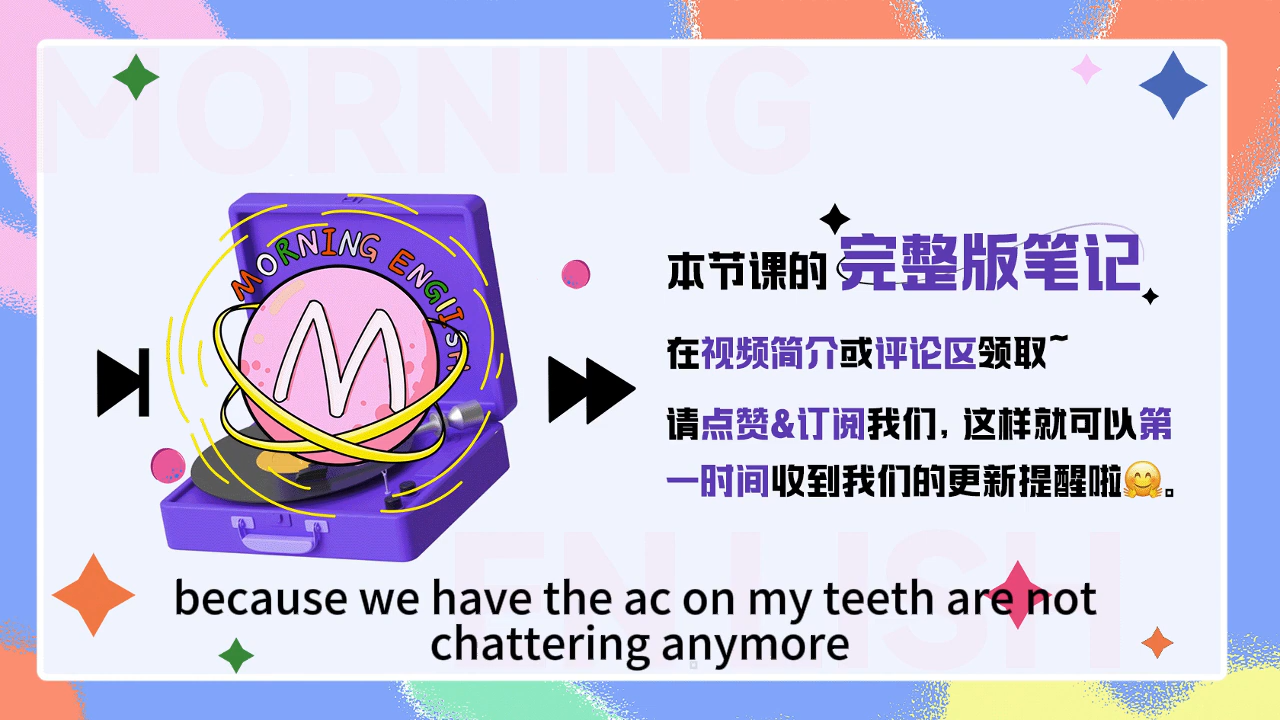 MORNING
MORNING ENGLISH
M
本节课的 完整版笔记
在视频简介或评论区领取~
请点赞&订阅我们, 这样就可以第
一时间收到我们的更新提醒啦🤗。
because we have the ac on my teeth are not
chattering anymore